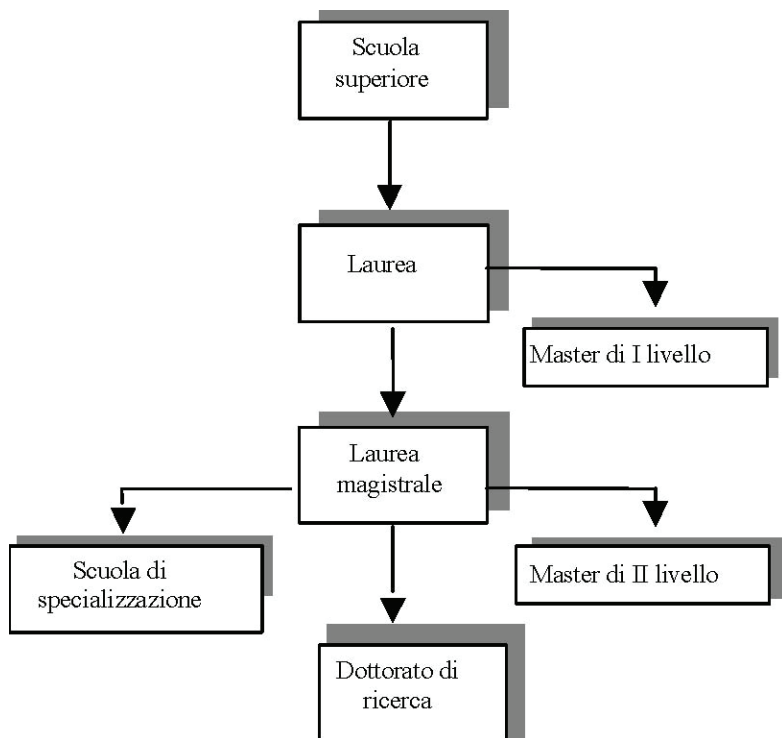 Scuola
superiore
Laurea
Master di I livello
Laurea
magistrale
Scuola di
specializzazione
Master di II livello
Dottorato di
ricerca